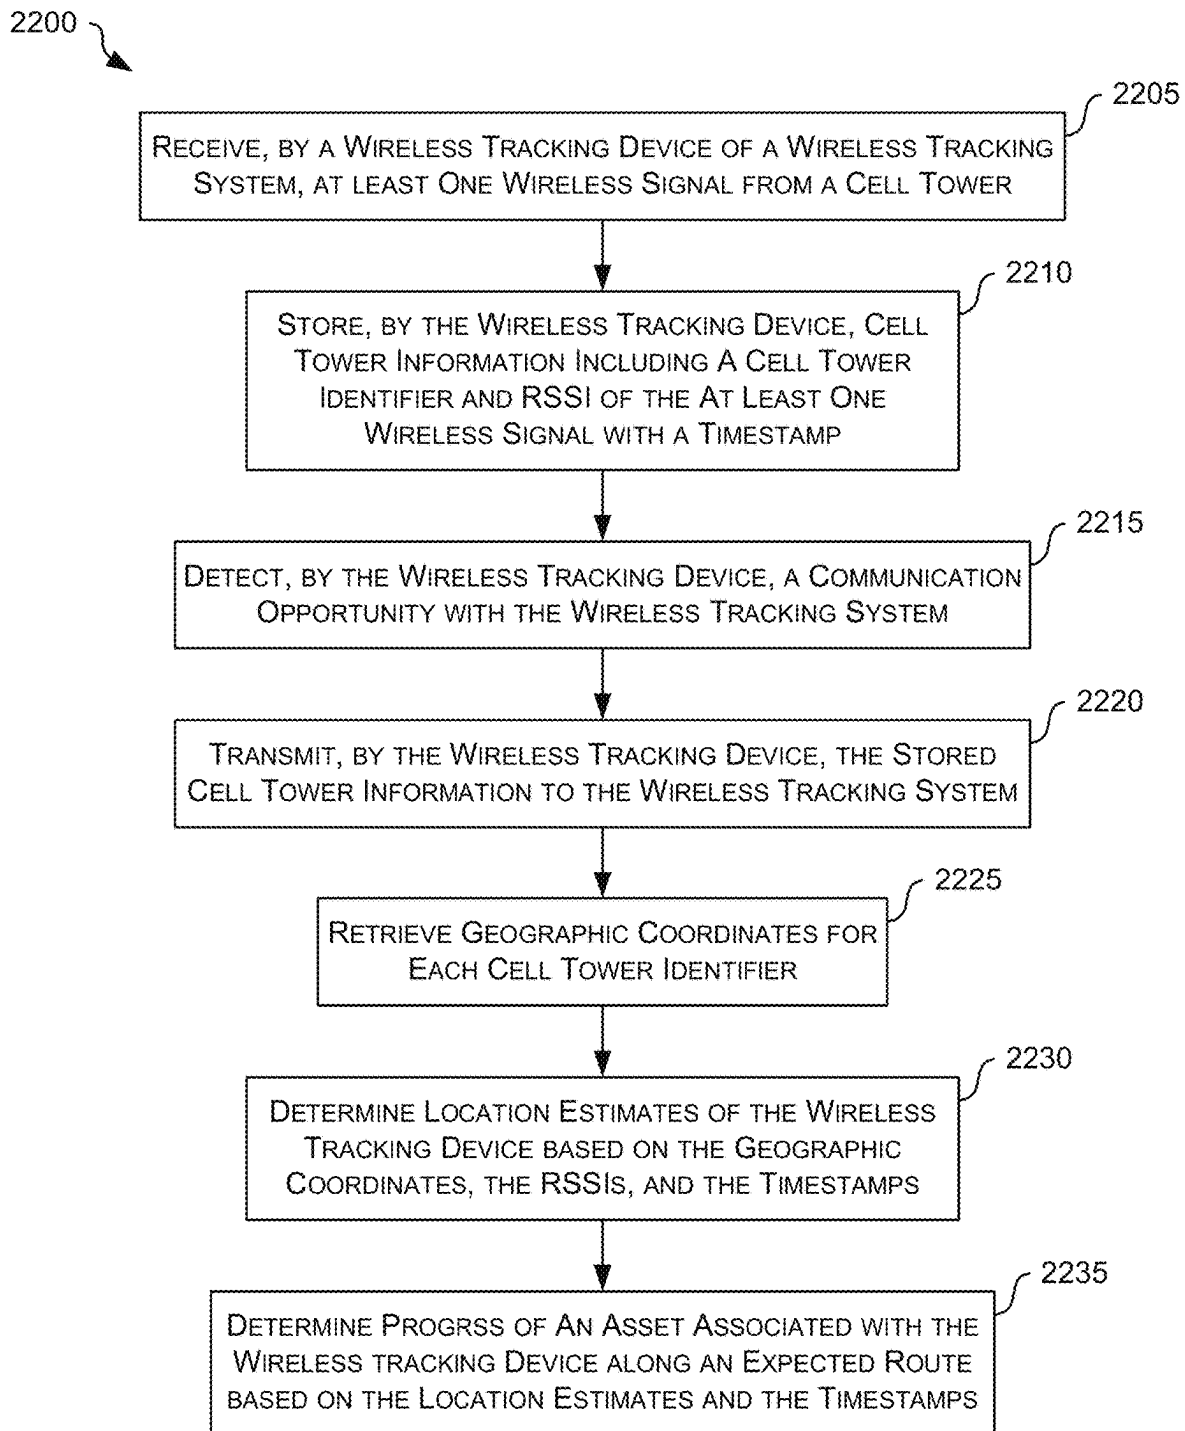 2200
2205
RECEIVE, BY A WIRELESS TRACKING DEVICE OF A WIRELESS TRACKING
SYSTEM, AT LEAST ONE WIRELESS SIGNAL FROM A CELL TOWER
2210
STORE, BY THE WIRELESS TRACKING DEVICE, CELL
TOWER INFORMATION INCLUDING A CELL TOWER
IDENTIFIER AND RSSI OF THE AT LEAST ONE
WIRELESS SIGNAL WITH A TIMESTAMP
2215
DETECT, BY THE WIRELESS TRACKING DEVICE, A COMMUNICATION
OPPORTUNITY WITH THE WIRELESS TRACKING SYSTEM
2220
TRANSMIT, BY THE WIRELESS TRACKING DEVICE, THE STORED
CELL TOWER INFORMATION TO THE WIRELESS TRACKING SYSTEM
2225
RETRIEVE GEOGRAPHIC COORDINATES FOR
EACH CELL TOWER IDENTIFIER
2230
DETERMINE LOCATION ESTIMATES OF THE WIRELESS
TRACKING DEVICE BASED ON THE GEOGRAPHIC
COORDINATES, THE RSSIS, AND THE TIMESTAMPS
2235
DETERMINE PROGRSS OF AN ASSET ASSOCIATED WITH THE
WIRELESS TRACKING DEVICE ALONG AN EXPECTED ROUTE
BASED ON THE LOCATION ESTIMATES AND THE TIMESTAMPS